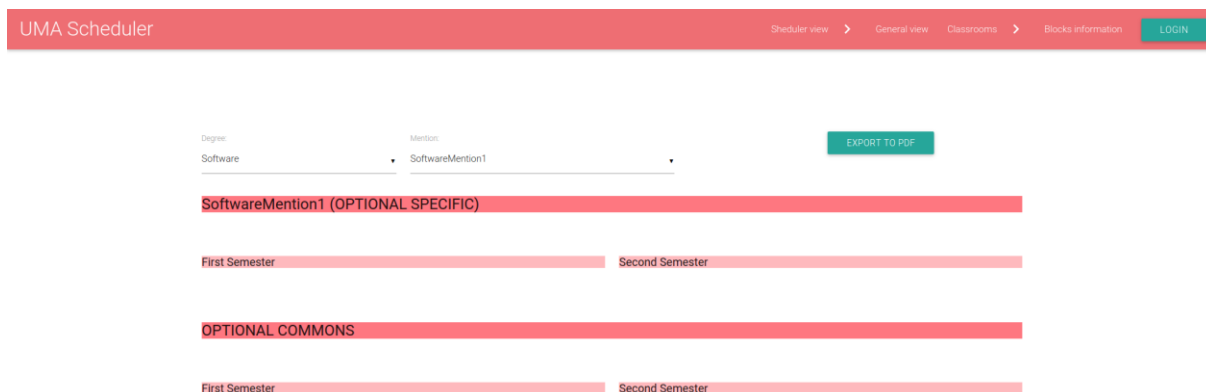 UMA Scheduler
Sheduler view
General view
Classrooms
Blocks information
LOGIN
Degree:
Mention:
Software
SoftwareMention1
EXPORT TO PDF
SoftwareMention1 (OPTIONAL SPECIFIC)
First Semester
Second Semester
OPTIONAL COMMONS
First Semester
Second Semester